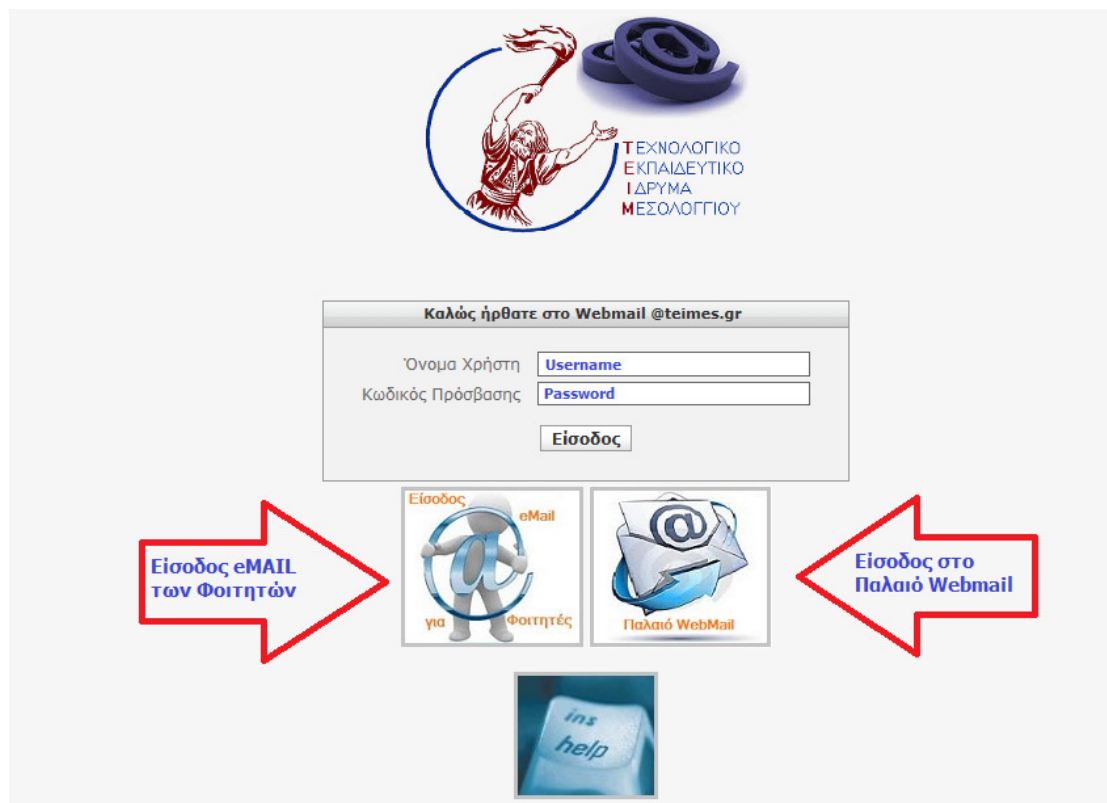 ΤΕΧΝΟΛΟΓΙΚΟ
ΕΚΠΑΙΔΕΥΤΙΚΟ
ΙΔΡΥΜΑ
ΜΕΣΟΛΟΓΓΙΟΥ
Καλώς ήρθατε στο Webmail @teimes.gr
Όνομα Χρήστη Username
Κωδικός Πρόσβασης Password
Είσοδος
Είσοδος
eMail
για Φοιτητές
Παλαιό WebMail
Είσοδος eMAIL
των Φοιτητών
Είσοδος στο
Παλαιό Webmail
ins
help